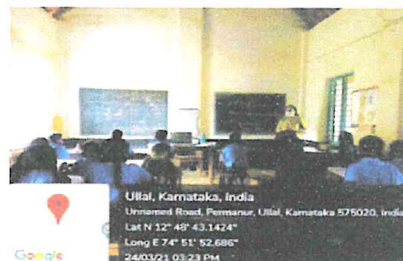 Ullal, Karnataka, India
Unnamed Road, Permanur, Ullal, Karnataka 575020, India
Lat N 12° 48' 43.1424"
Long E 74° 51' 52.686"
24/03/21 03:23 PM
Google